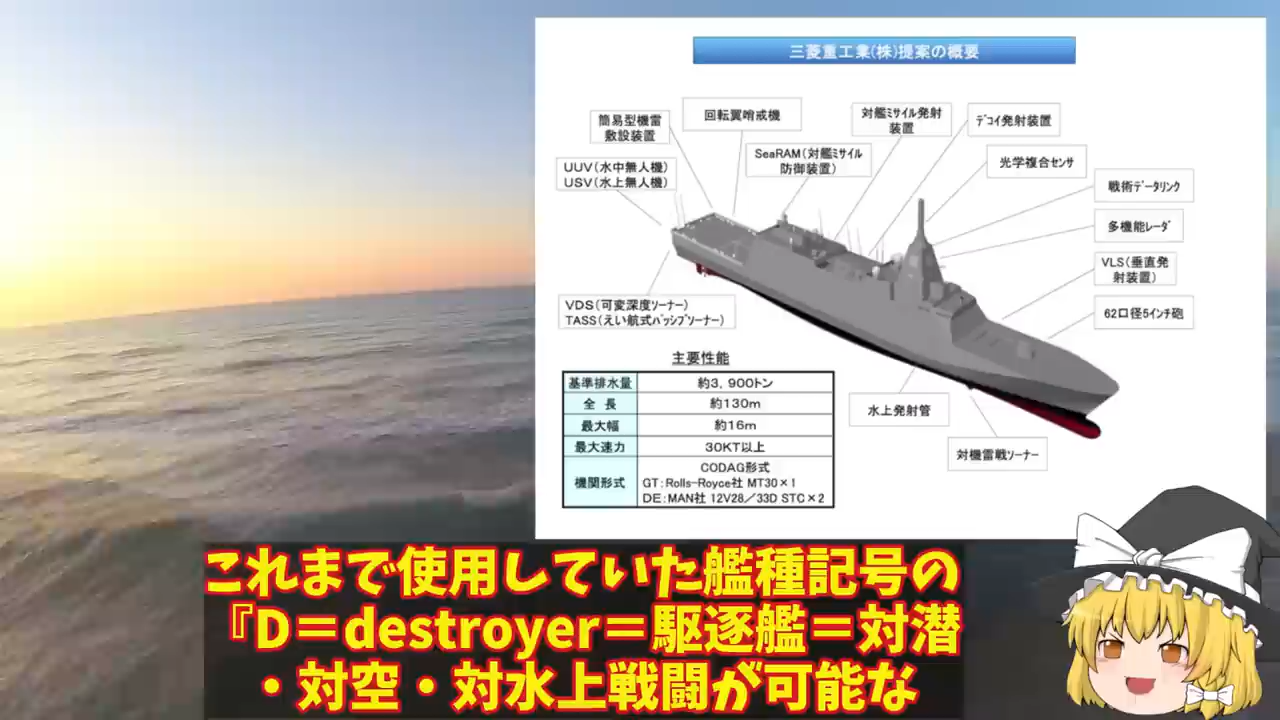 三菱重工業(株)提案の概要
簡易型機雷
敷設装置
回転翼哨戒機
対艦ﾐｻｲﾙ発射
装置
ﾃﾞｺｲ発射装置
UUV(水中無人機)
USV(水上無人機)
SeaRAM(対艦ﾐｻｲﾙ
防御装置)
光学複合ｾﾝｻ
戦術ﾃﾞｰﾀﾘﾝｸ
多機能ﾚｰﾀﾞ
VLS(垂直発
射装置)
62口径5ｲﾝﾁ砲
VDS(可変深度ｿｰﾅｰ)
TASS(えい航式ﾊﾟｯｼﾌﾞｿｰﾅｰ)
水上発射管
対機雷戦ｿｰﾅｰ
主要性能
基準排水量 約3,900トン
全 長 約130m
最大幅 約16m
最大速力 30KT以上
機関形式 CODAG形式
GT:Rolls-Royce社 MT30×1
DE:MAN社 12V28/33D STC×2
これまで使用していた艦種記号の
『D=destroyer=駆逐艦=対潜
・対空・対水上戦闘が可能な